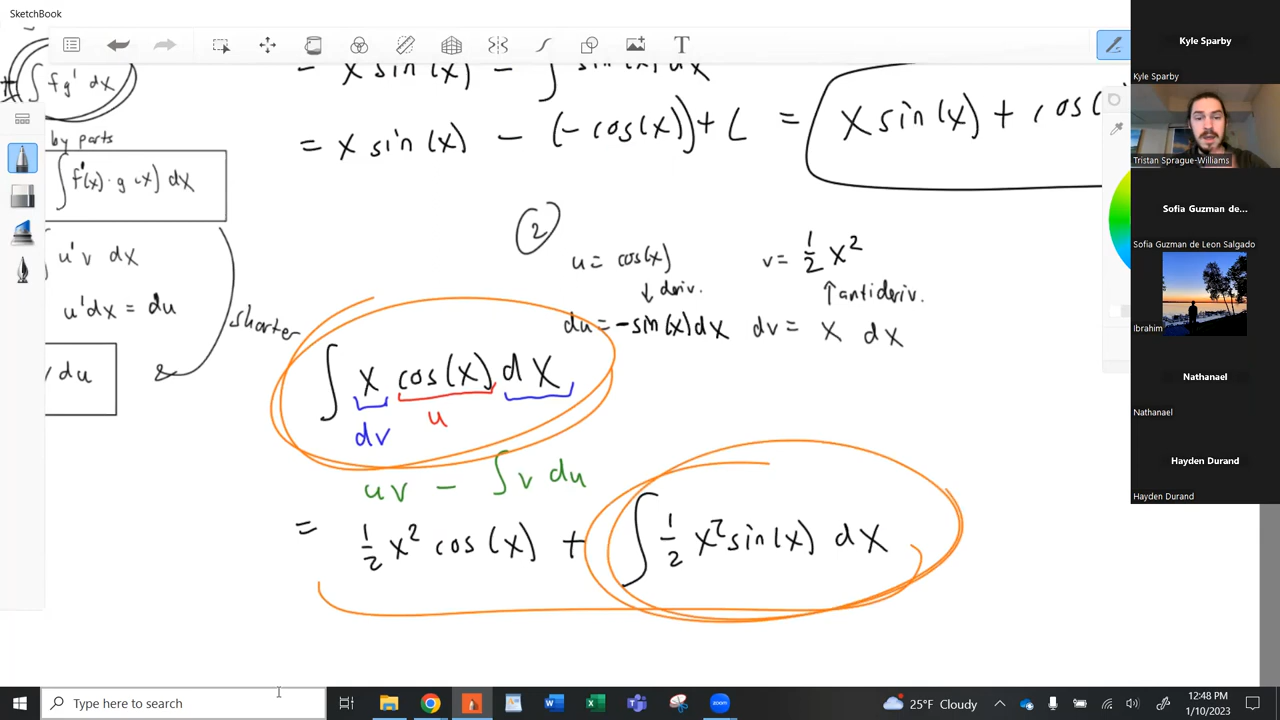 SketchBook
+ ∫ fg' dx
= x sin(x) - ∫ sin(x) dx
= x sin(x) - (-cos(x)) + C = x sin(x) + cos(
by parts
∫ f'(x) · g(x) dx
u'v dx
u'dx = du
shorter
du
②
u = cos(x) v = ½ x²
↓ deriv. ↑ antideriv.
du = -sin(x) dx dv = x dx
∫ x cos(x) dx
dv u
uv - ∫ v du
= ½ x² cos(x) + ∫ ½ x² sin(x) dx
Kyle Sparby
Kyle Sparby
Tristan Sprague-Williams
Sofia Guzman de...
Sofia Guzman de Leon Salgado
Ibrahim
Nathanael
Nathanael
Hayden Durand
Hayden Durand
Type here to search
25°F Cloudy
12:48 PM
1/10/2023